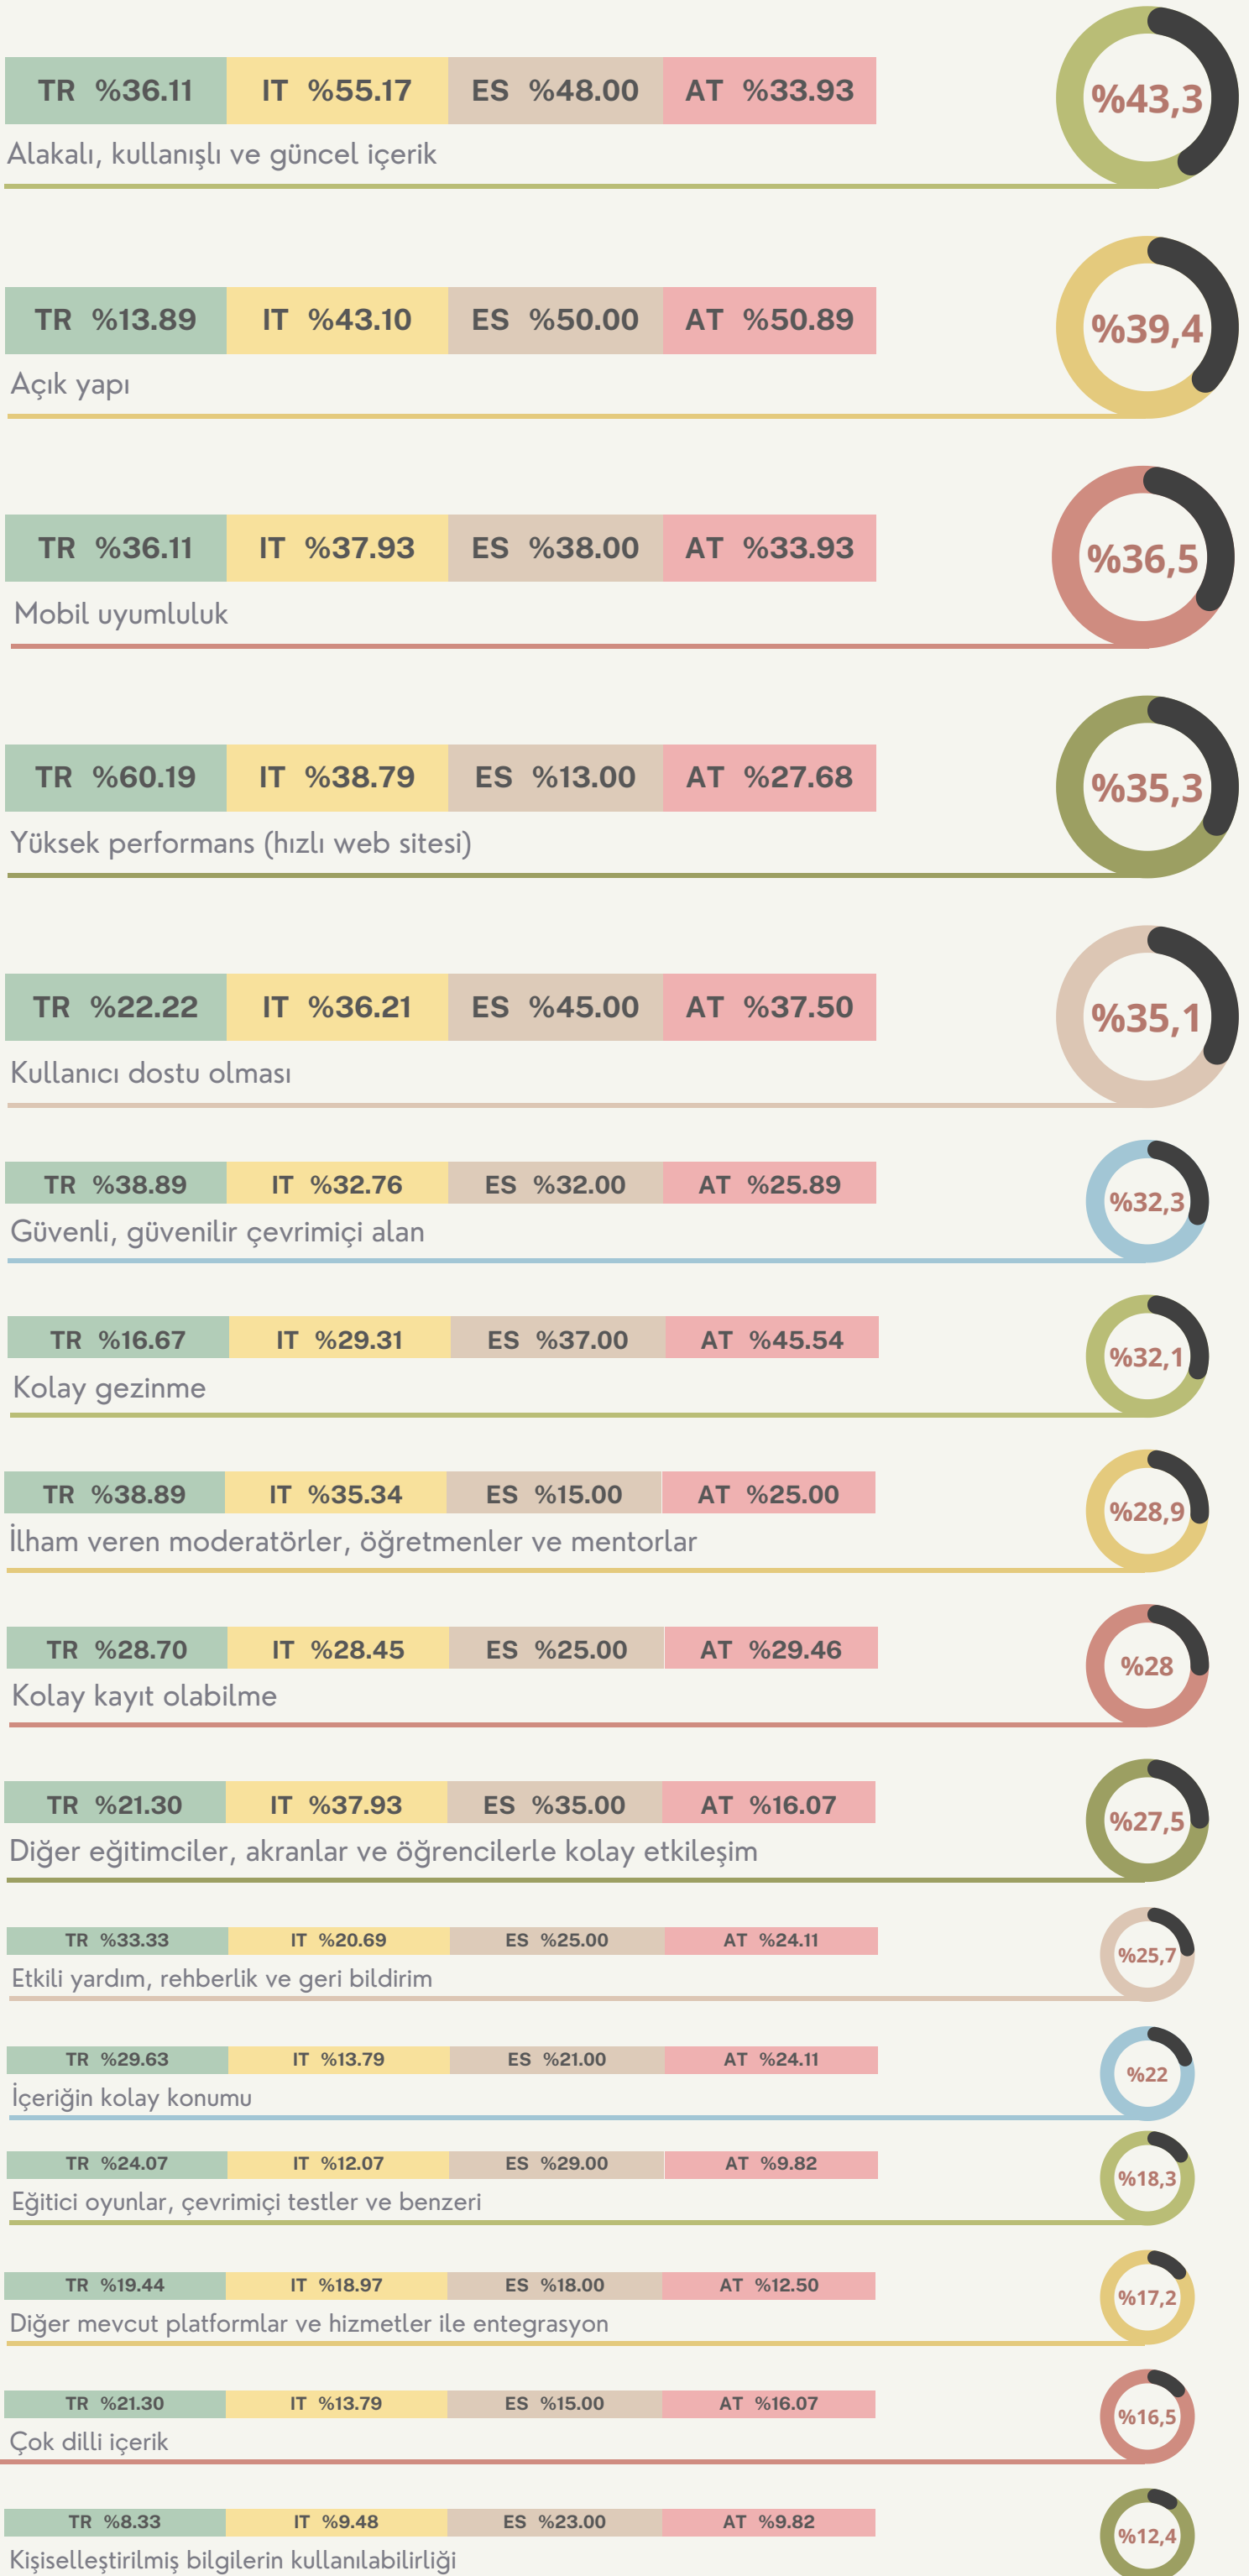 TR %36.11 IT %55.17 ES %48.00 AT %33.93 %43,3
Alakalı, kullanışlı ve güncel içerik
TR %13.89 IT %43.10 ES %50.00 AT %50.89 %39,4
Açık yapı
TR %36.11 IT %37.93 ES %38.00 AT %33.93 %36,5
Mobil uyumluluk
TR %60.19 IT %38.79 ES %13.00 AT %27.68 %35,3
Yüksek performans (hızlı web sitesi)
TR %22.22 IT %36.21 ES %45.00 AT %37.50 %35,1
Kullanıcı dostu olması
TR %38.89 IT %32.76 ES %32.00 AT %25.89 %32,3
Güvenli, güvenilir çevrimiçi alan
TR %16.67 IT %29.31 ES %37.00 AT %45.54 %32,1
Kolay gezinme
TR %38.89 IT %35.34 ES %15.00 AT %25.00 %28,9
İlham veren moderatörler, öğretmenler ve mentorlar
TR %28.70 IT %28.45 ES %25.00 AT %29.46 %28
Kolay kayıt olabilme
TR %21.30 IT %37.93 ES %35.00 AT %16.07 %27,5
Diğer eğitimciler, akranlar ve öğrencilerle kolay etkileşim
TR %33.33 IT %20.69 ES %25.00 AT %24.11 %25,7
Etkili yardım, rehberlik ve geri bildirim
TR %29.63 IT %13.79 ES %21.00 AT %24.11 %22
İçeriğin kolay konumu
TR %24.07 IT %12.07 ES %29.00 AT %9.82 %18,3
Eğitici oyunlar, çevrimiçi testler ve benzeri
TR %19.44 IT %18.97 ES %18.00 AT %12.50 %17,2
Diğer mevcut platformlar ve hizmetler ile entegrasyon
TR %21.30 IT %13.79 ES %15.00 AT %16.07 %16,5
Çok dilli içerik
TR %8.33 IT %9.48 ES %23.00 AT %9.82 %12,4
Kişiselleştirilmiş bilgilerin kullanılabilirliği